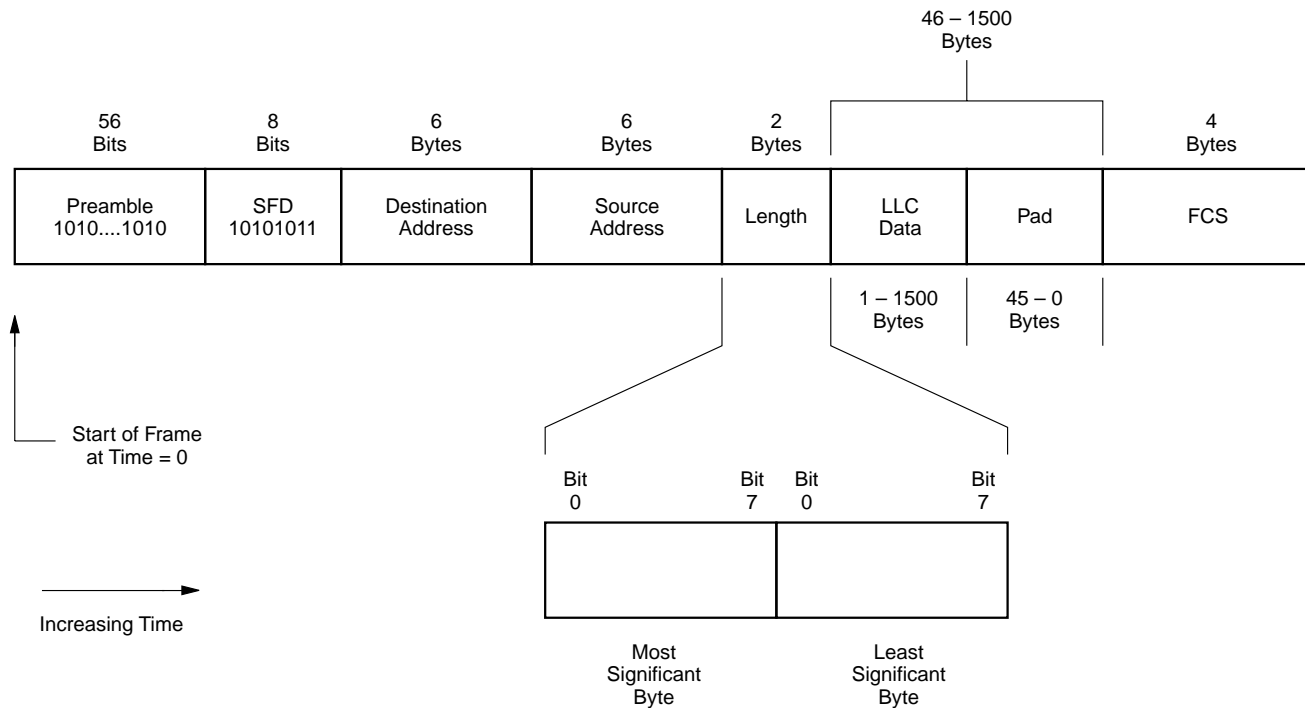 46 – 1500
Bytes
56
Bits
8
Bits
6
Bytes
6
Bytes
2
Bytes
4
Bytes
Preamble
1010....1010
SFD
10101011
Destination
Address
Source
Address
Length
LLC
Data
Pad
FCS
1 – 1500
Bytes
45 – 0
Bytes
Start of Frame
at Time = 0
Bit
0
Bit
7
Bit
0
Bit
7
Increasing Time
Most
Significant
Byte
Least
Significant
Byte